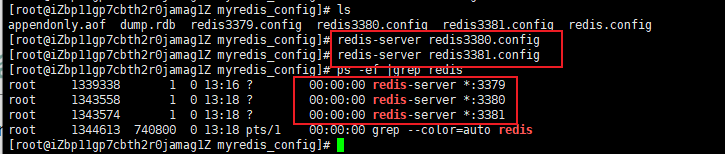 [root@iZbp11gp7cbth2r0jamag1Z myredis_config]# ls
appendonly.aof  dump.rdb  redis3379.config  redis3380.config  redis3381.config  redis.config
[root@iZbp11gp7cbth2r0jamag1Z myredis_config]# redis-server redis3380.config
[root@iZbp11gp7cbth2r0jamag1Z myredis_config]# redis-server redis3381.config
[root@iZbp11gp7cbth2r0jamag1Z myredis_config]# ps -ef |grep redis
root     1339338       1  0 13:16 ?        00:00:00 redis-server *:3379
root     1343558       1  0 13:18 ?        00:00:00 redis-server *:3380
root     1343574       1  0 13:18 ?        00:00:00 redis-server *:3381
root     1344613  740800  0 13:18 pts/1    00:00:00 grep --color=auto redis
[root@iZbp11gp7cbth2r0jamag1Z myredis_config]#